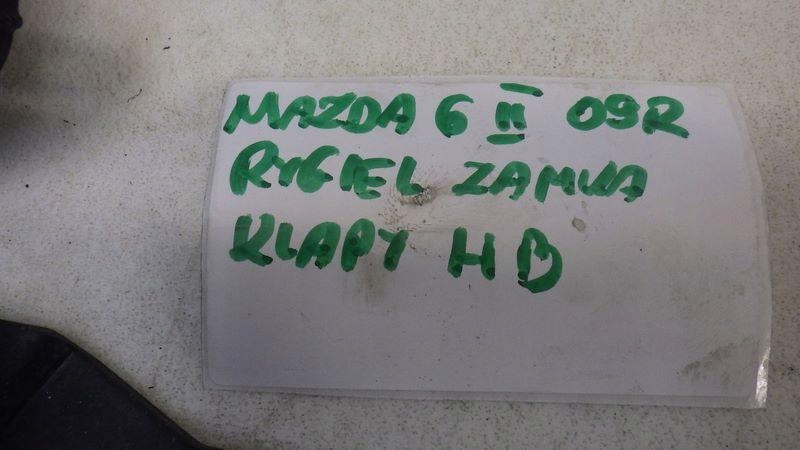 MAZDA 6 II 09R
RYGIEL ZAMKA
KLAPY HB